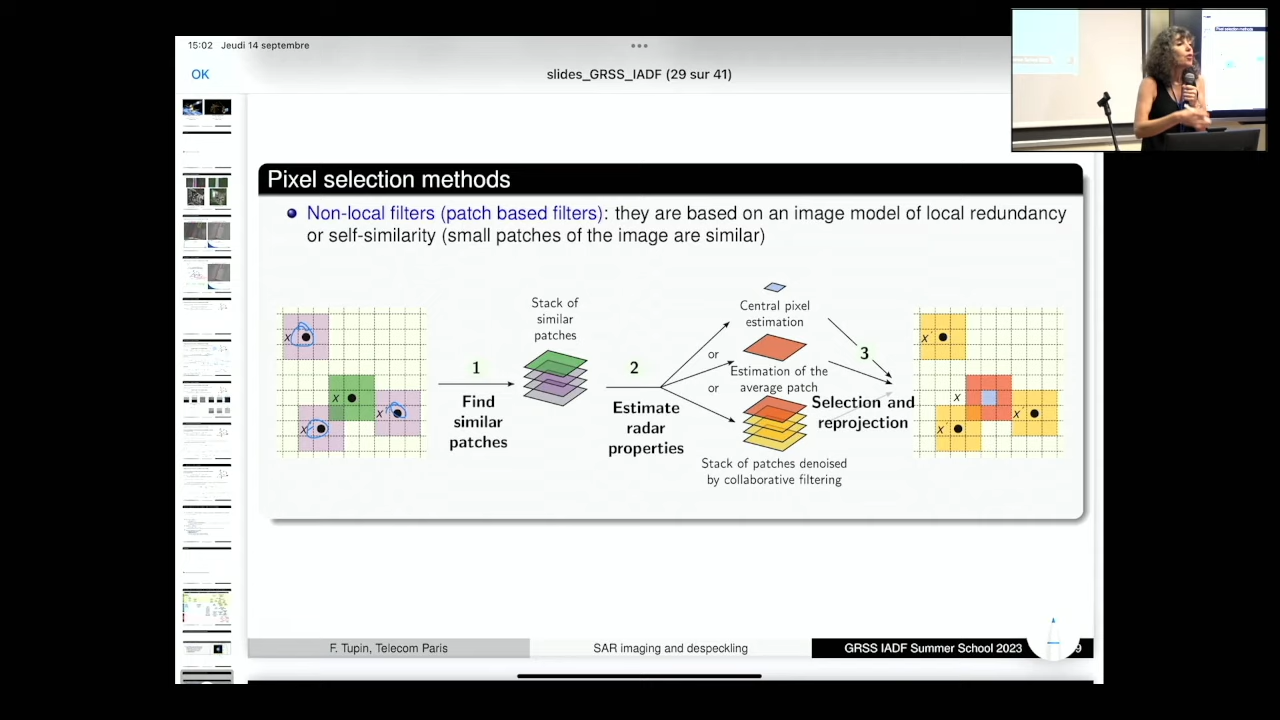 15:02 Jeudi 14 septembre
OK
slides_GRSS_IADF (29 sur 41)
Pixel selection methods
Non-local filters (patch based filters): they are based on an image model of local redundancy
or self-similarity (small patches of the image are similar)
x
x
x
x
1
Find
similar
patches
Stack of
similar
patches
2
Estimate
radar
properties
Central pixel
estimation
or
Estimation of the
average patch
Stack of patches denoised
by collaborative filtering
3
Selection and
reprojection
x
x
x
x
F. Tupin, Telecom Paris
SAR imaging and despeckling
GRSS IADF Summer School 2023
9
Pixel selection methods